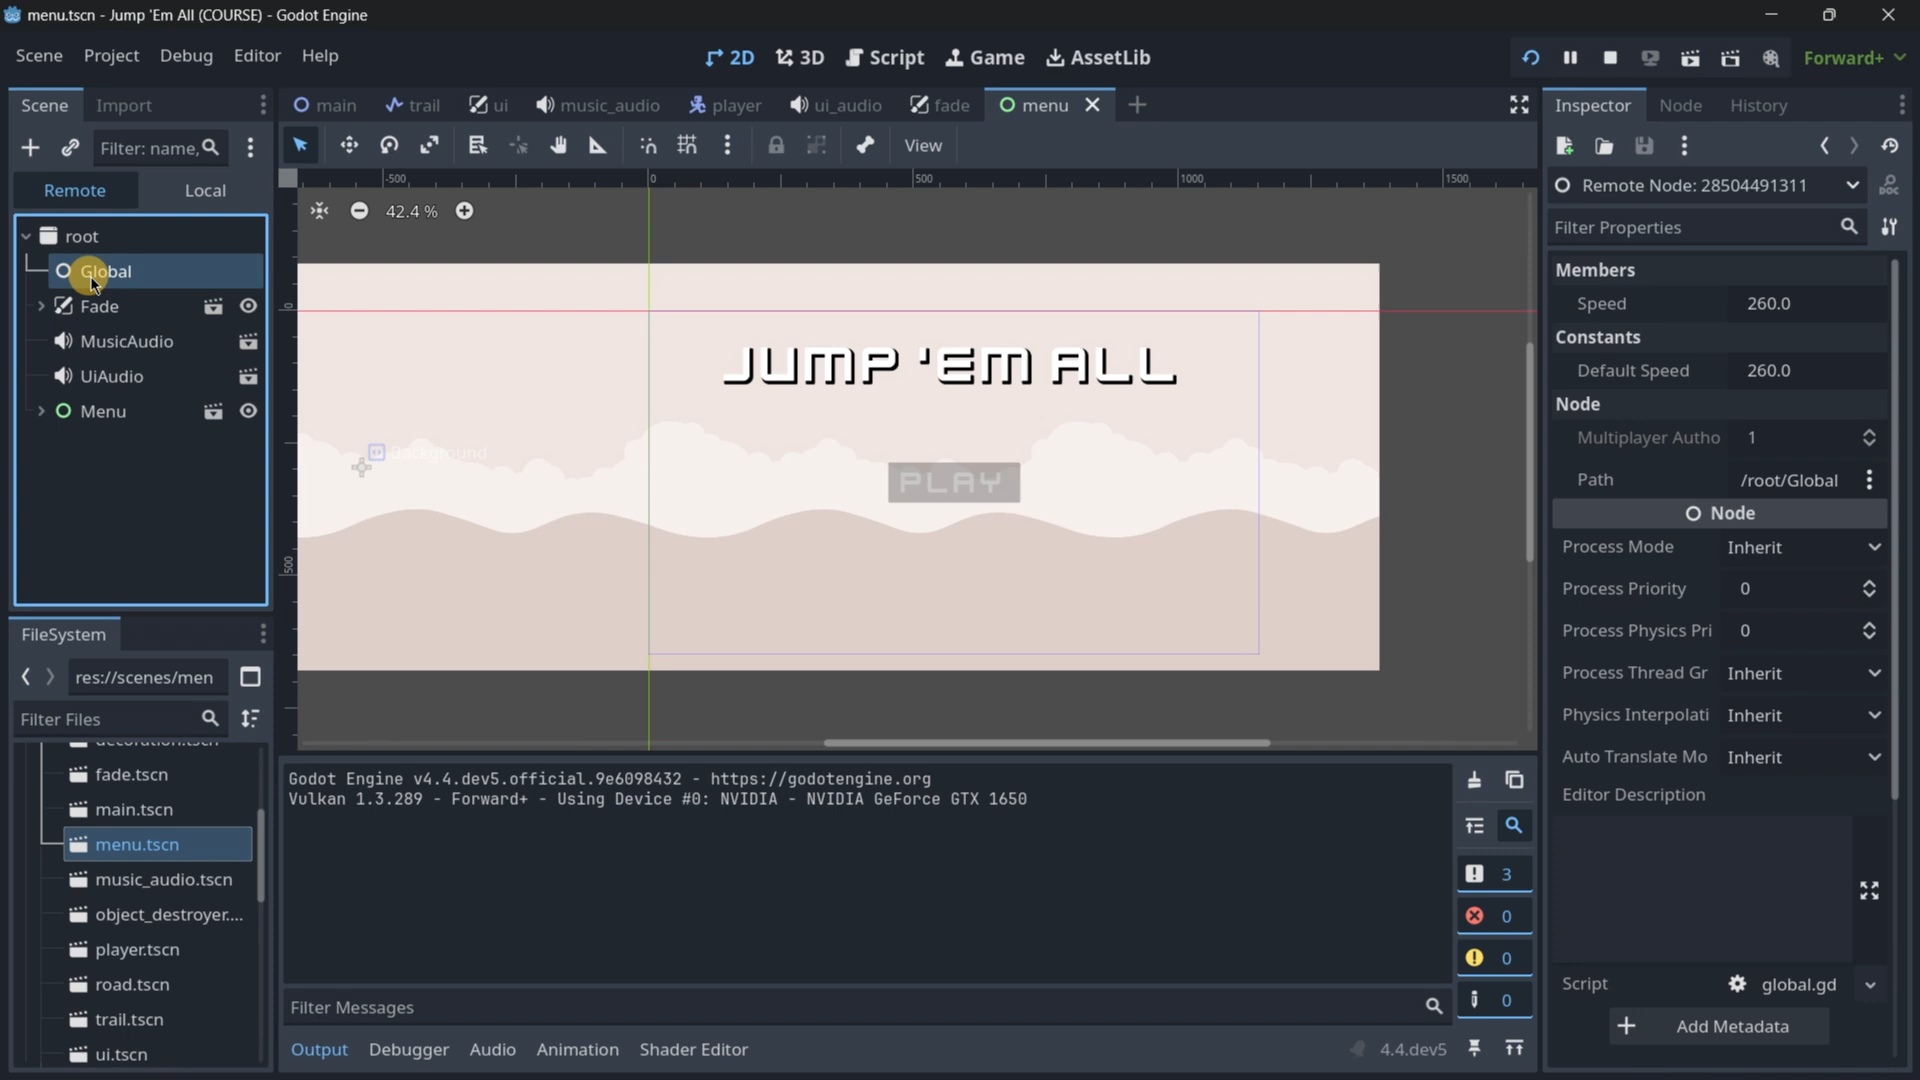 menu.tscn - Jump 'Em All (COURSE) - Godot Engine
Scene Project Debug Editor Help
2D 3D Script Game AssetLib
Forward+
Scene Import
main trail ui music_audio player ui_audio fade menu
Inspector Node History
Filter: name,
View
Remote Local
-500 0 500 1000 1500
Remote Node: 28504491311
42.4 %
Filter Properties
root
Global
Fade
MusicAudio
UiAudio
Menu
0
500
JUMP 'EM ALL
Background
PLAY
Members
Speed 260.0
Constants
Default Speed 260.0
Node
Multiplayer Autho 1
Path /root/Global
Node
Process Mode Inherit
Process Priority 0
Process Physics Pri 0
Process Thread Gr Inherit
Physics Interpolati Inherit
Auto Translate Mo Inherit
Editor Description
Script global.gd
Add Metadata
FileSystem
res://scenes/men
Filter Files
decoration.tscn
fade.tscn
main.tscn
menu.tscn
music_audio.tscn
object_destroyer....
player.tscn
road.tscn
trail.tscn
ui.tscn
Godot Engine v4.4.dev5.official.9e6098432 - https://godotengine.org
Vulkan 1.3.289 - Forward+ - Using Device #0: NVIDIA - NVIDIA GeForce GTX 1650
3
0
0
0
Filter Messages
Output Debugger Audio Animation Shader Editor
4.4.dev5